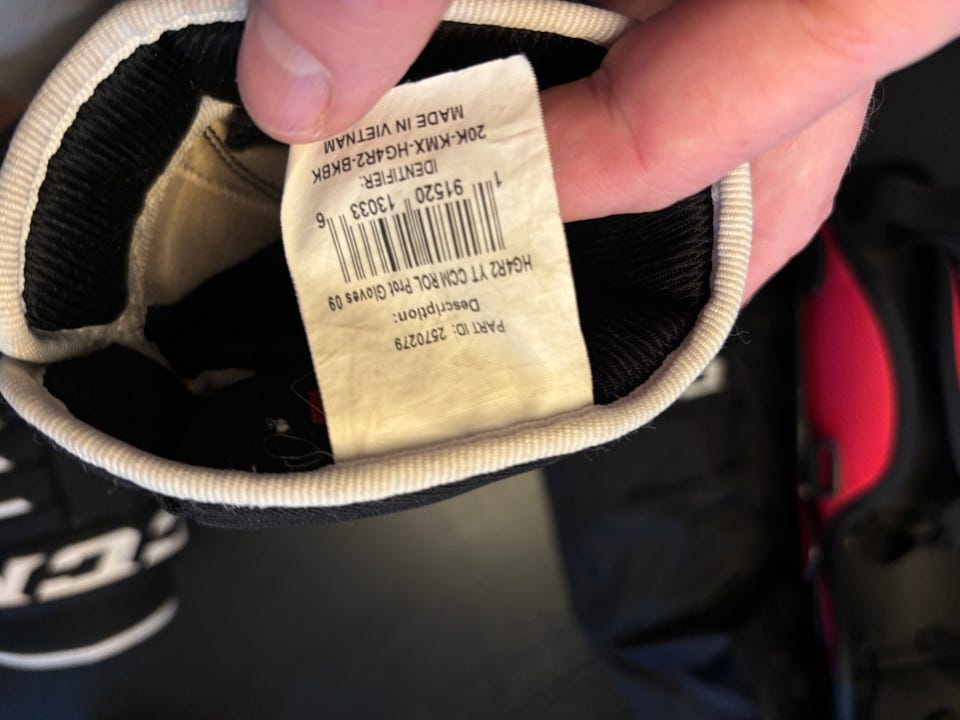 PART ID: 2570279
Description:
HG4R2 YT CCM ROL Prot Gloves 09
1 91520 13033 6
IDENTIFIER:
20K-KMX-HG4R2-BKBK
MADE IN VIETNAM